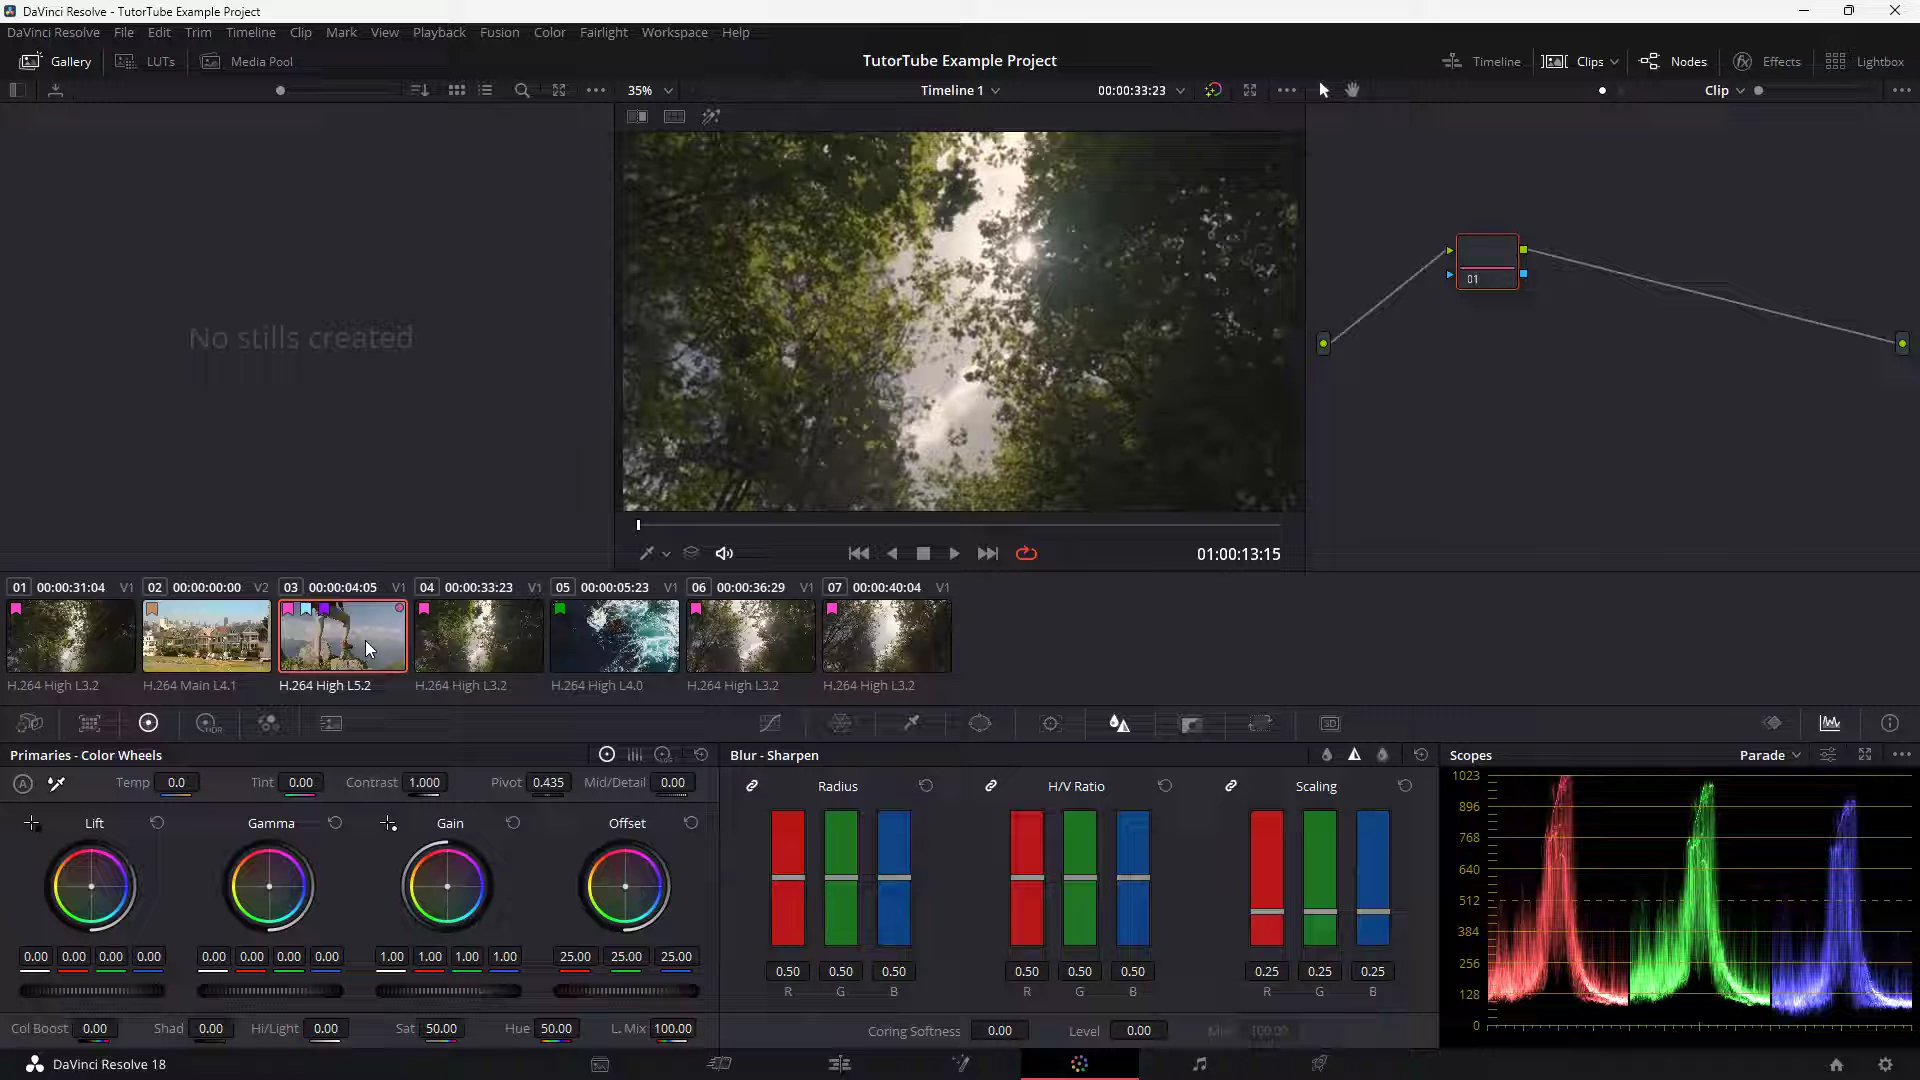 DaVinci Resolve - TutorTube Example Project
DaVinci Resolve File Edit Trim Timeline Clip Mark View Playback Fusion Color Fairlight Workspace Help
Gallery LUTs Media Pool TutorTube Example Project Timeline Clips Nodes Effects Lightbox
35% Timeline 1 00:00:33:23 Clip
No stills created
01
01:00:13:15
01 00:00:31:04 V1 02 00:00:00:00 V2 03 00:00:04:05 V1 04 00:00:33:23 V1 05 00:00:05:23 V1 06 00:00:36:29 V1 07 00:00:40:04 V1
H.264 High L3.2 H.264 Main L4.1 H.264 High L5.2 H.264 High L3.2 H.264 High L4.0 H.264 High L3.2 H.264 High L3.2
HDR 3D
Primaries - Color Wheels LOG Blur - Sharpen Scopes Parade
A Temp 0.0 Tint 0.00 Contrast 1.000 Pivot 0.435 Mid/Detail 0.00 Radius H/V Ratio Scaling
Lift Gamma Gain Offset
0.00 0.00 0.00 0.00 0.00 0.00 0.00 0.00 1.00 1.00 1.00 1.00 25.00 25.00 25.00
0.50 0.50 0.50 0.50 0.50 0.50 0.25 0.25 0.25
R G B R G B R G B
Col Boost 0.00 Shad 0.00 Hi/Light 0.00 Sat 50.00 Hue 50.00 L. Mix 100.00 Coring Softness 0.00 Level 0.00 Mix 100.00
1023
896
768
640
512
384
256
128
0
DaVinci Resolve 18